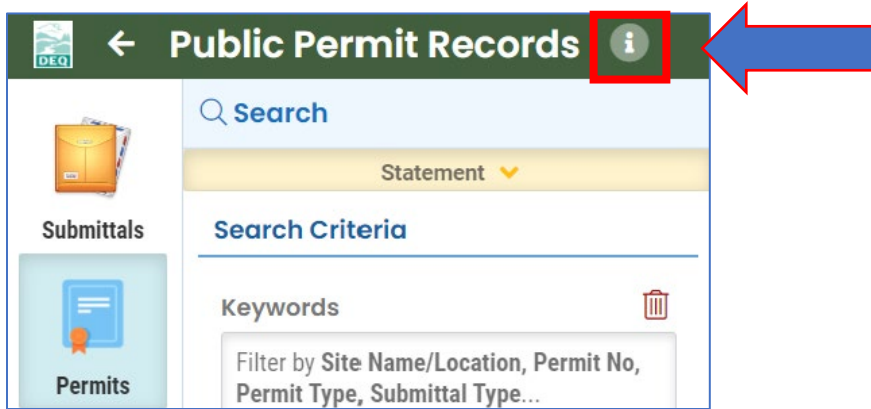 DEQ
Public Permit Records
Search
Statement
Submittals
Search Criteria
Keywords
Filter by Site Name/Location, Permit No,
Permit Type, Submittal Type...
Permits